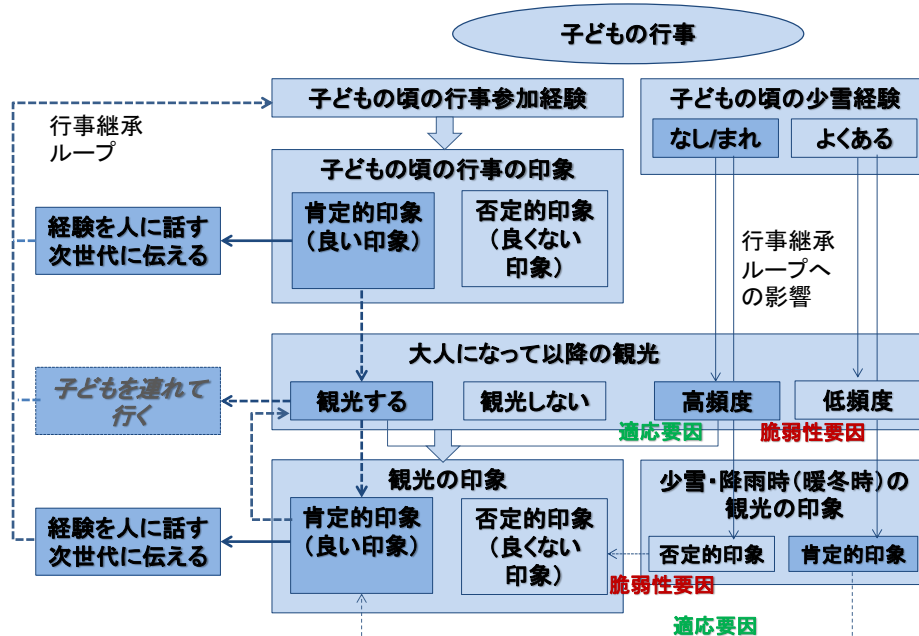 子どもの行事
子どもの頃の行事参加経験
子どもの頃の少雪経験
なし/まれ
よくある
行事継承
ループ
子どもの頃の行事の印象
肯定的印象
(良い印象)
否定的印象
(良くない
印象)
経験を人に話す
次世代に伝える
行事継承
ループへ
の影響
大人になって以降の観光
子どもを連れて
行く
観光する
観光しない
高頻度
低頻度
適応要因
脆弱性要因
観光の印象
肯定的印象
(良い印象)
否定的印象
(良くない
印象)
経験を人に話す
次世代に伝える
少雪・降雨時(暖冬時)の
観光の印象
否定的印象
肯定的印象
脆弱性要因
適応要因